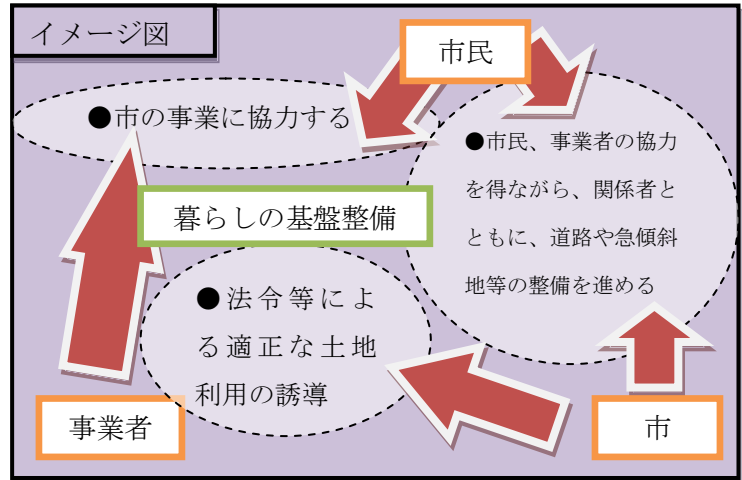 イメージ図
市民
●市の事業に協力する
●市民、事業者の協力
を得ながら、関係者と
ともに、道路や急傾斜
地等の整備を進める
暮らしの基盤整備
●法令等によ
る適正な土地
利用の誘導
事業者
市